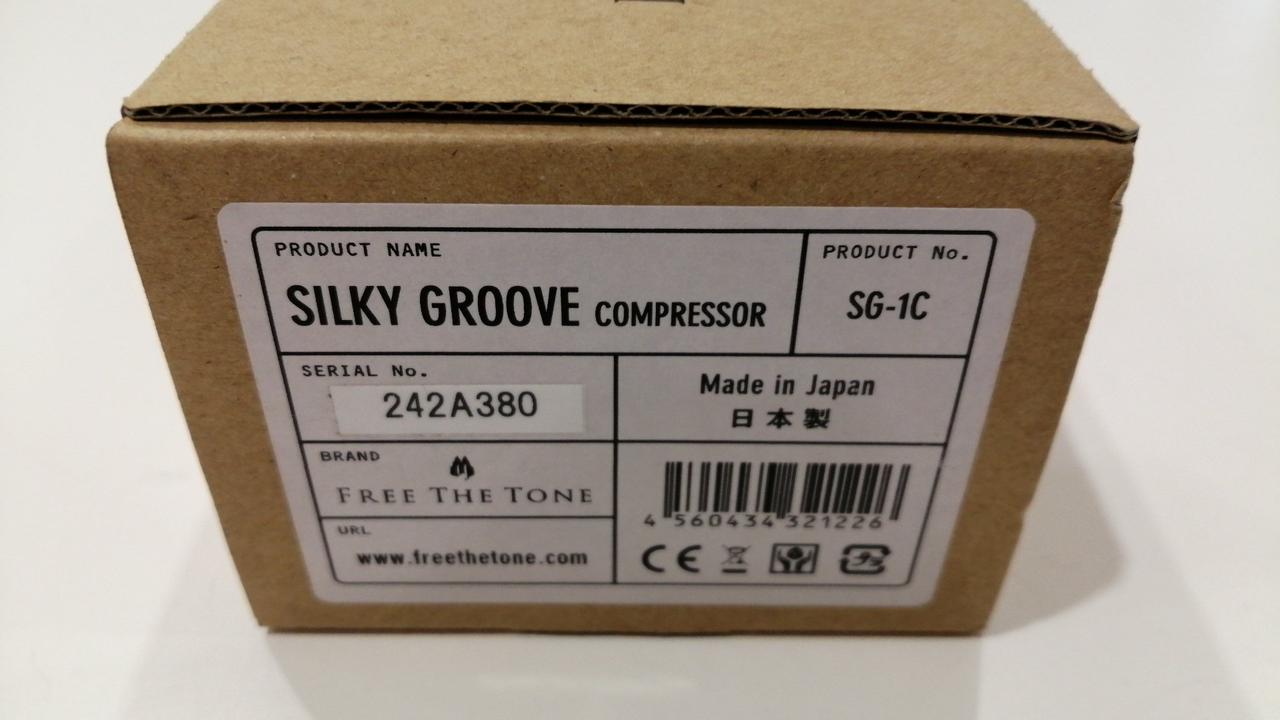 PRODUCT NAME
SILKY GROOVE COMPRESSOR
PRODUCT No.
SG-1C
SERIAL No.
242A380
Made in Japan
日本製
BRAND
FREE THE TONE
URL
www.freethetone.com
4 560434 321226
CE